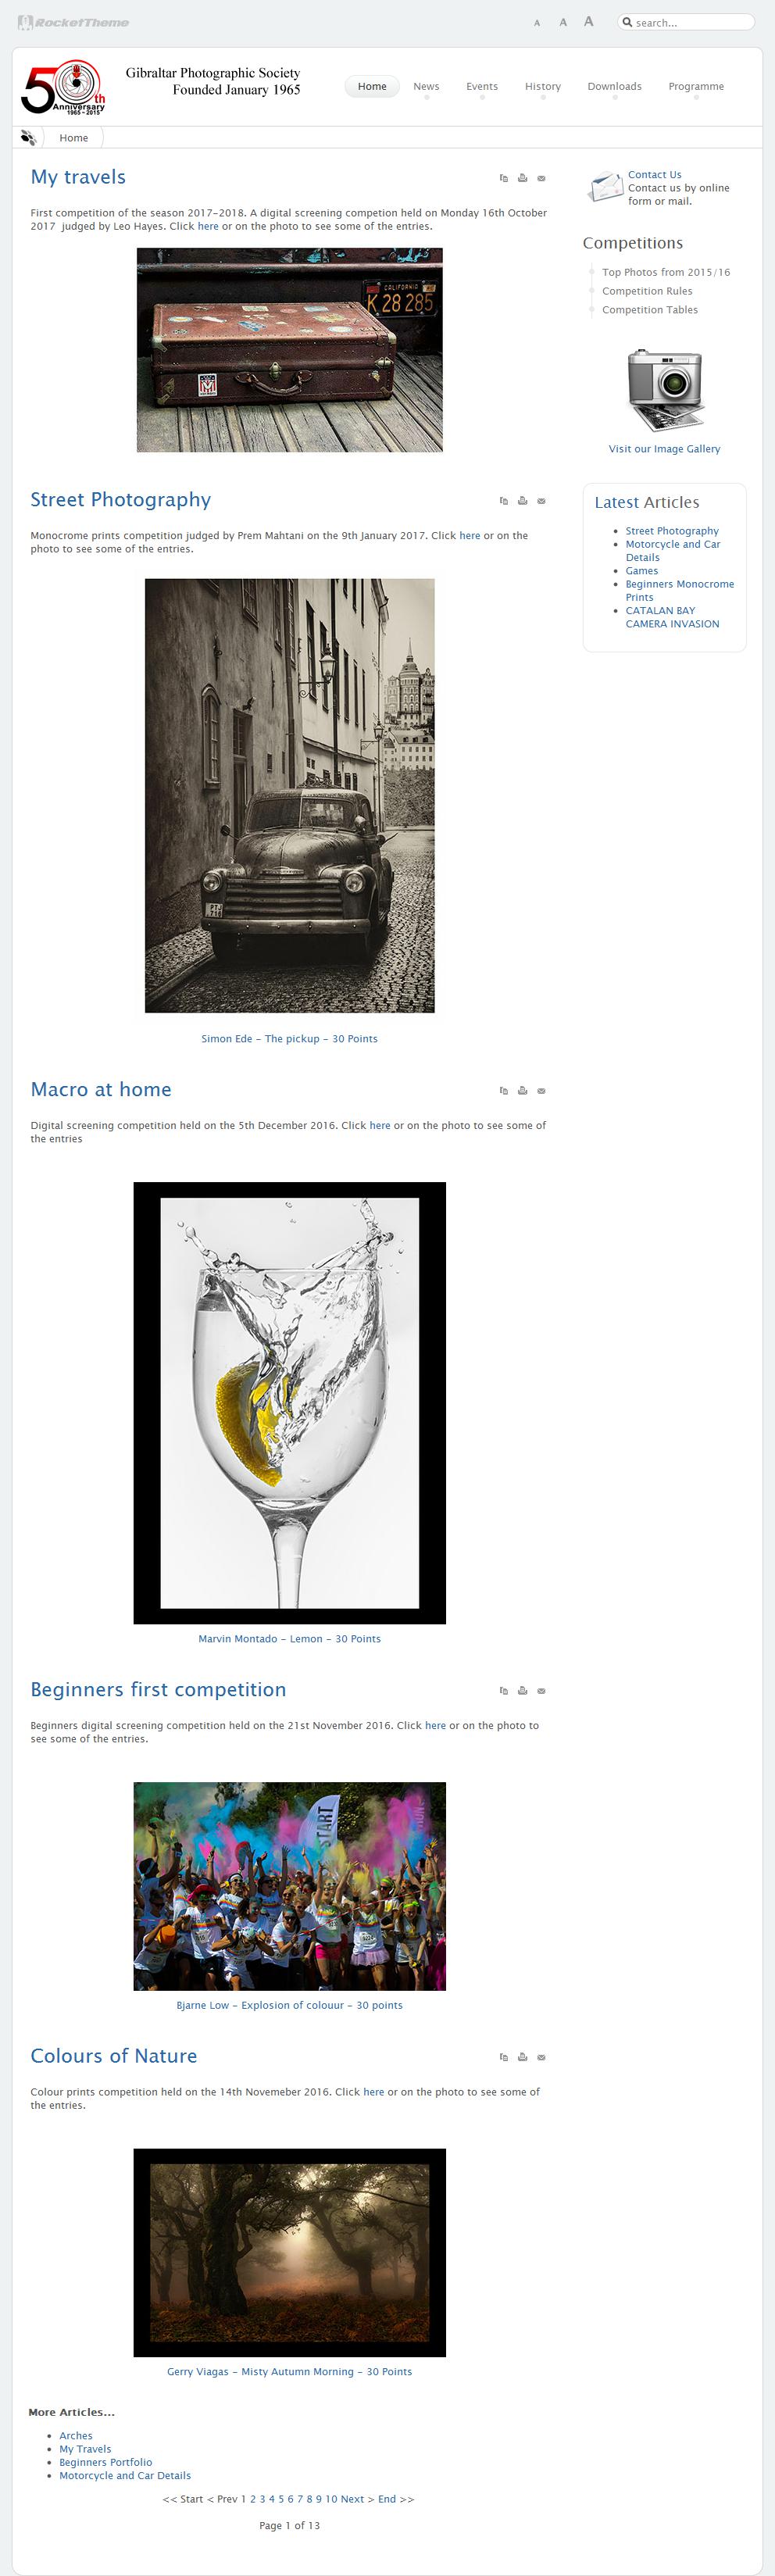 RocketTheme
A A A search...
50th
Anniversary
1965 - 2015
Gibraltar Photographic Society
Founded January 1965
Home News Events History Downloads Programme
Home
My travels
First competition of the season 2017-2018. A digital screening competion held on Monday 16th October
2017 judged by Leo Hayes. Click here or on the photo to see some of the entries.
CALIFORNIA
K 28 285
Street Photography
Monocrome prints competition judged by Prem Mahtani on the 9th January 2017. Click here or on the
photo to see some of the entries.
Simon Ede - The pickup - 30 Points
Macro at home
Digital screening competition held on the 5th December 2016. Click here or on the photo to see some of
the entries
Marvin Montado - Lemon - 30 Points
Beginners first competition
Beginners digital screening competition held on the 21st November 2016. Click here or on the photo to
see some of the entries.
START
Bjarne Low - Explosion of colouur - 30 points
Colours of Nature
Colour prints competition held on the 14th Novemeber 2016. Click here or on the photo to see some of
the entries.
Gerry Viagas - Misty Autumn Morning - 30 Points
More Articles...
Arches
My Travels
Beginners Portfolio
Motorcycle and Car Details
<< Start < Prev 1 2 3 4 5 6 7 8 9 10 Next > End >>
Page 1 of 13
Contact Us
Contact us by online
form or mail.
Competitions
Top Photos from 2015/16
Competition Rules
Competition Tables
Visit our Image Gallery
Latest Articles
Street Photography
Motorcycle and Car
Details
Games
Beginners Monocrome
Prints
CATALAN BAY
CAMERA INVASION